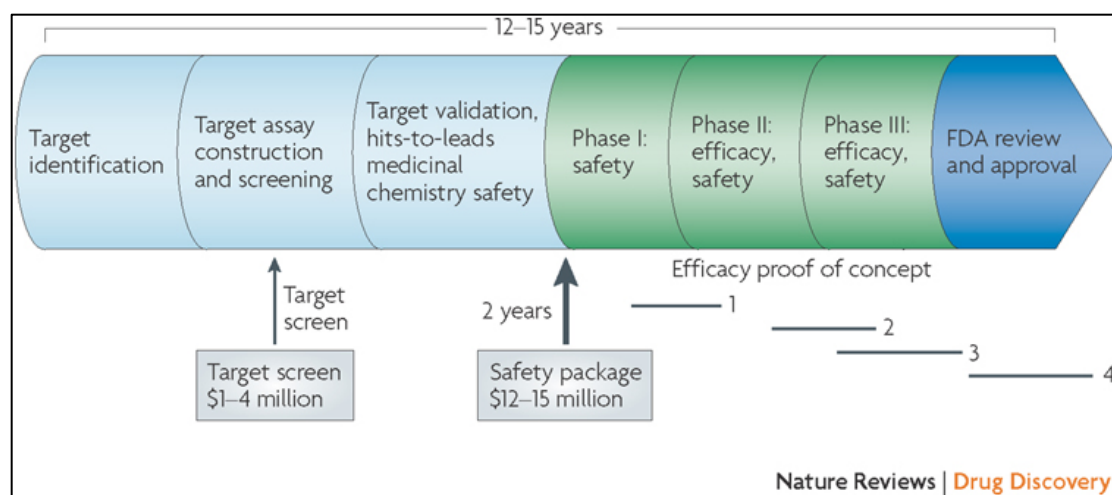 12–15 years
Target
identification
Target assay
construction
and screening
Target validation,
hits-to-leads
medicinal
chemistry safety
Phase I:
safety
Phase II:
efficacy,
safety
Phase III:
efficacy,
safety
FDA review
and approval
Efficacy proof of concept
Target
screen
2 years
1
2
3
4
Target screen
$1–4 million
Safety package
$12–15 million
Nature Reviews | Drug Discovery